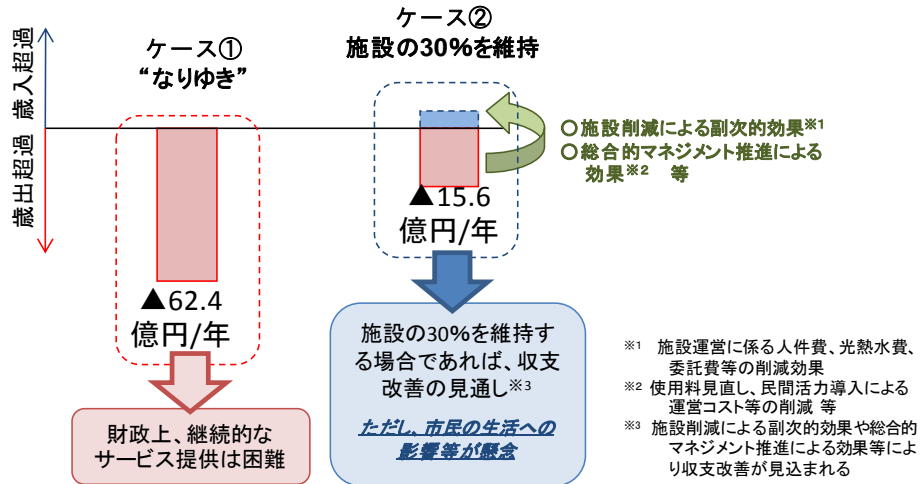 歳入超過
歳出超過
ケース①
“なりゆき”
▲62.4
億円/年
財政上、継続的な
サービス提供は困難
ケース②
施設の30%を維持
▲15.6
億円/年
施設の30%を維持す
る場合であれば、収支
改善の見通し※3
ただし、市民の生活への
影響等が懸念
○施設削減による副次的効果※1
○総合的マネジメント推進による
効果※2 等
※1 施設運営に係る人件費、光熱水費、
委託費等の削減効果
※2 使用料見直し、民間活力導入による
運営コスト等の削減 等
※3 施設削減による副次的効果や総合的
マネジメント推進による効果等によ
り収支改善が見込まれる